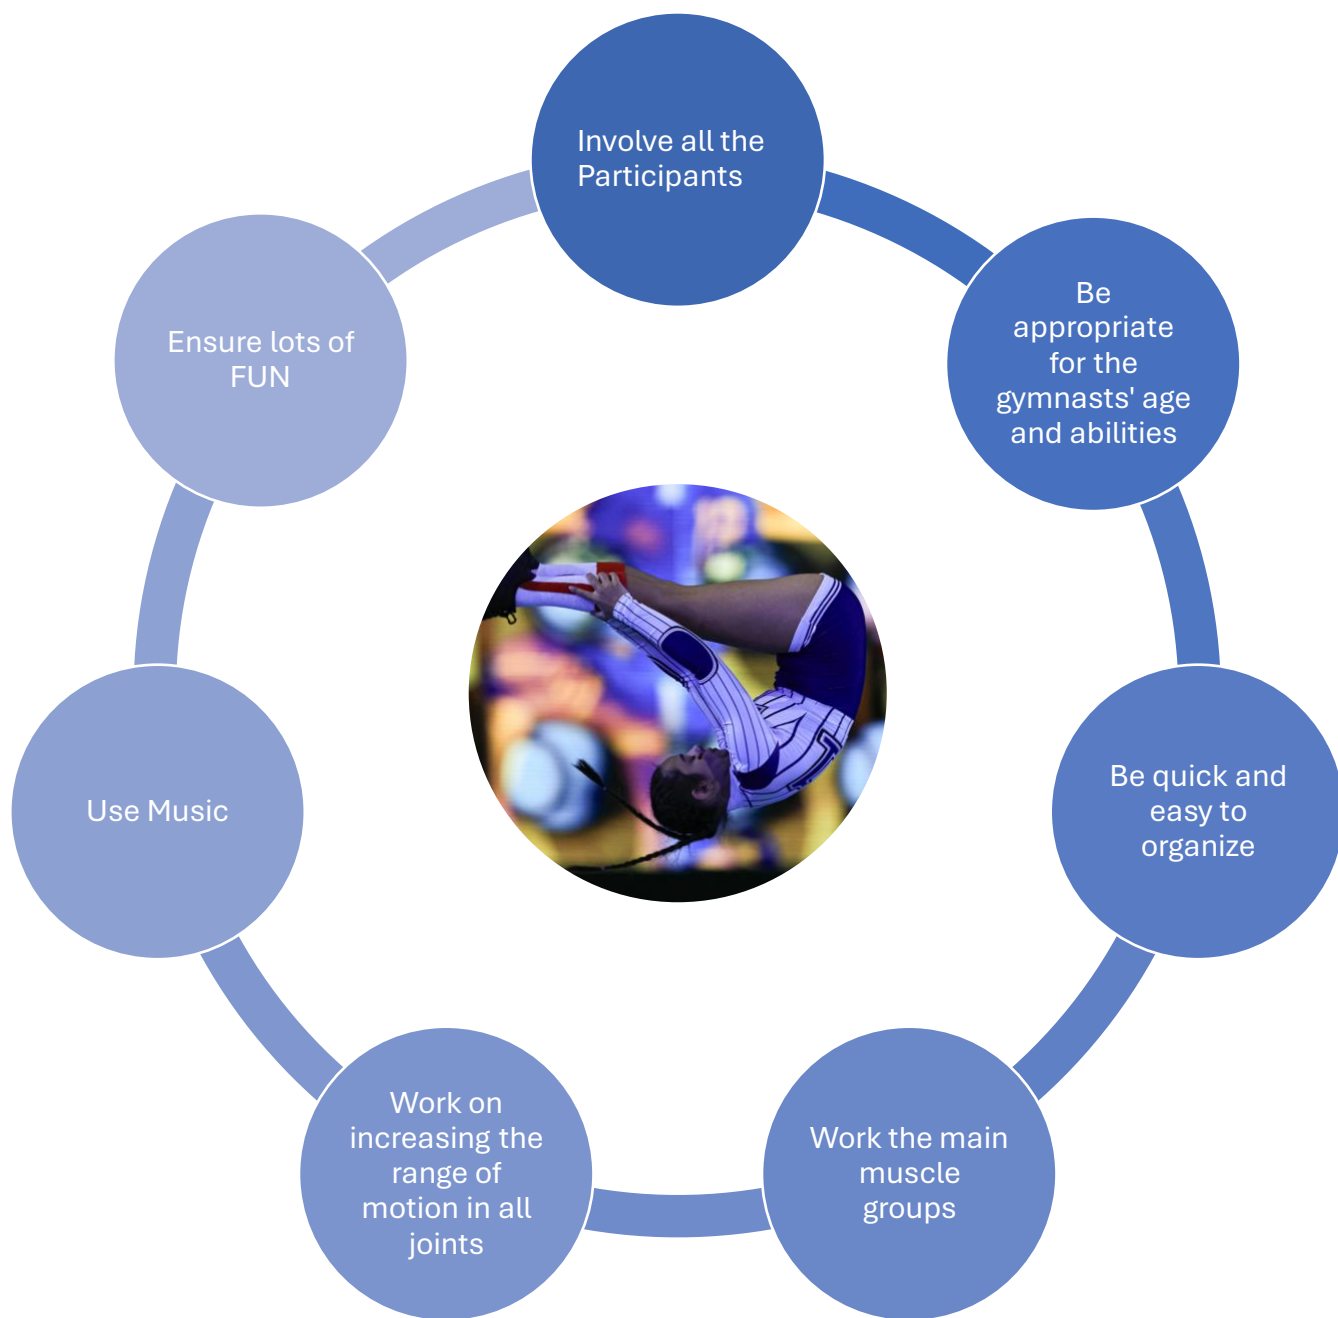 Involve all the
Participants
Be
appropriate
for the
gymnasts' age
and abilities
Be quick and
easy to
organize
Work the main
muscle
groups
Work on
increasing the
range of
motion in all
joints
Use Music
Ensure lots of
FUN